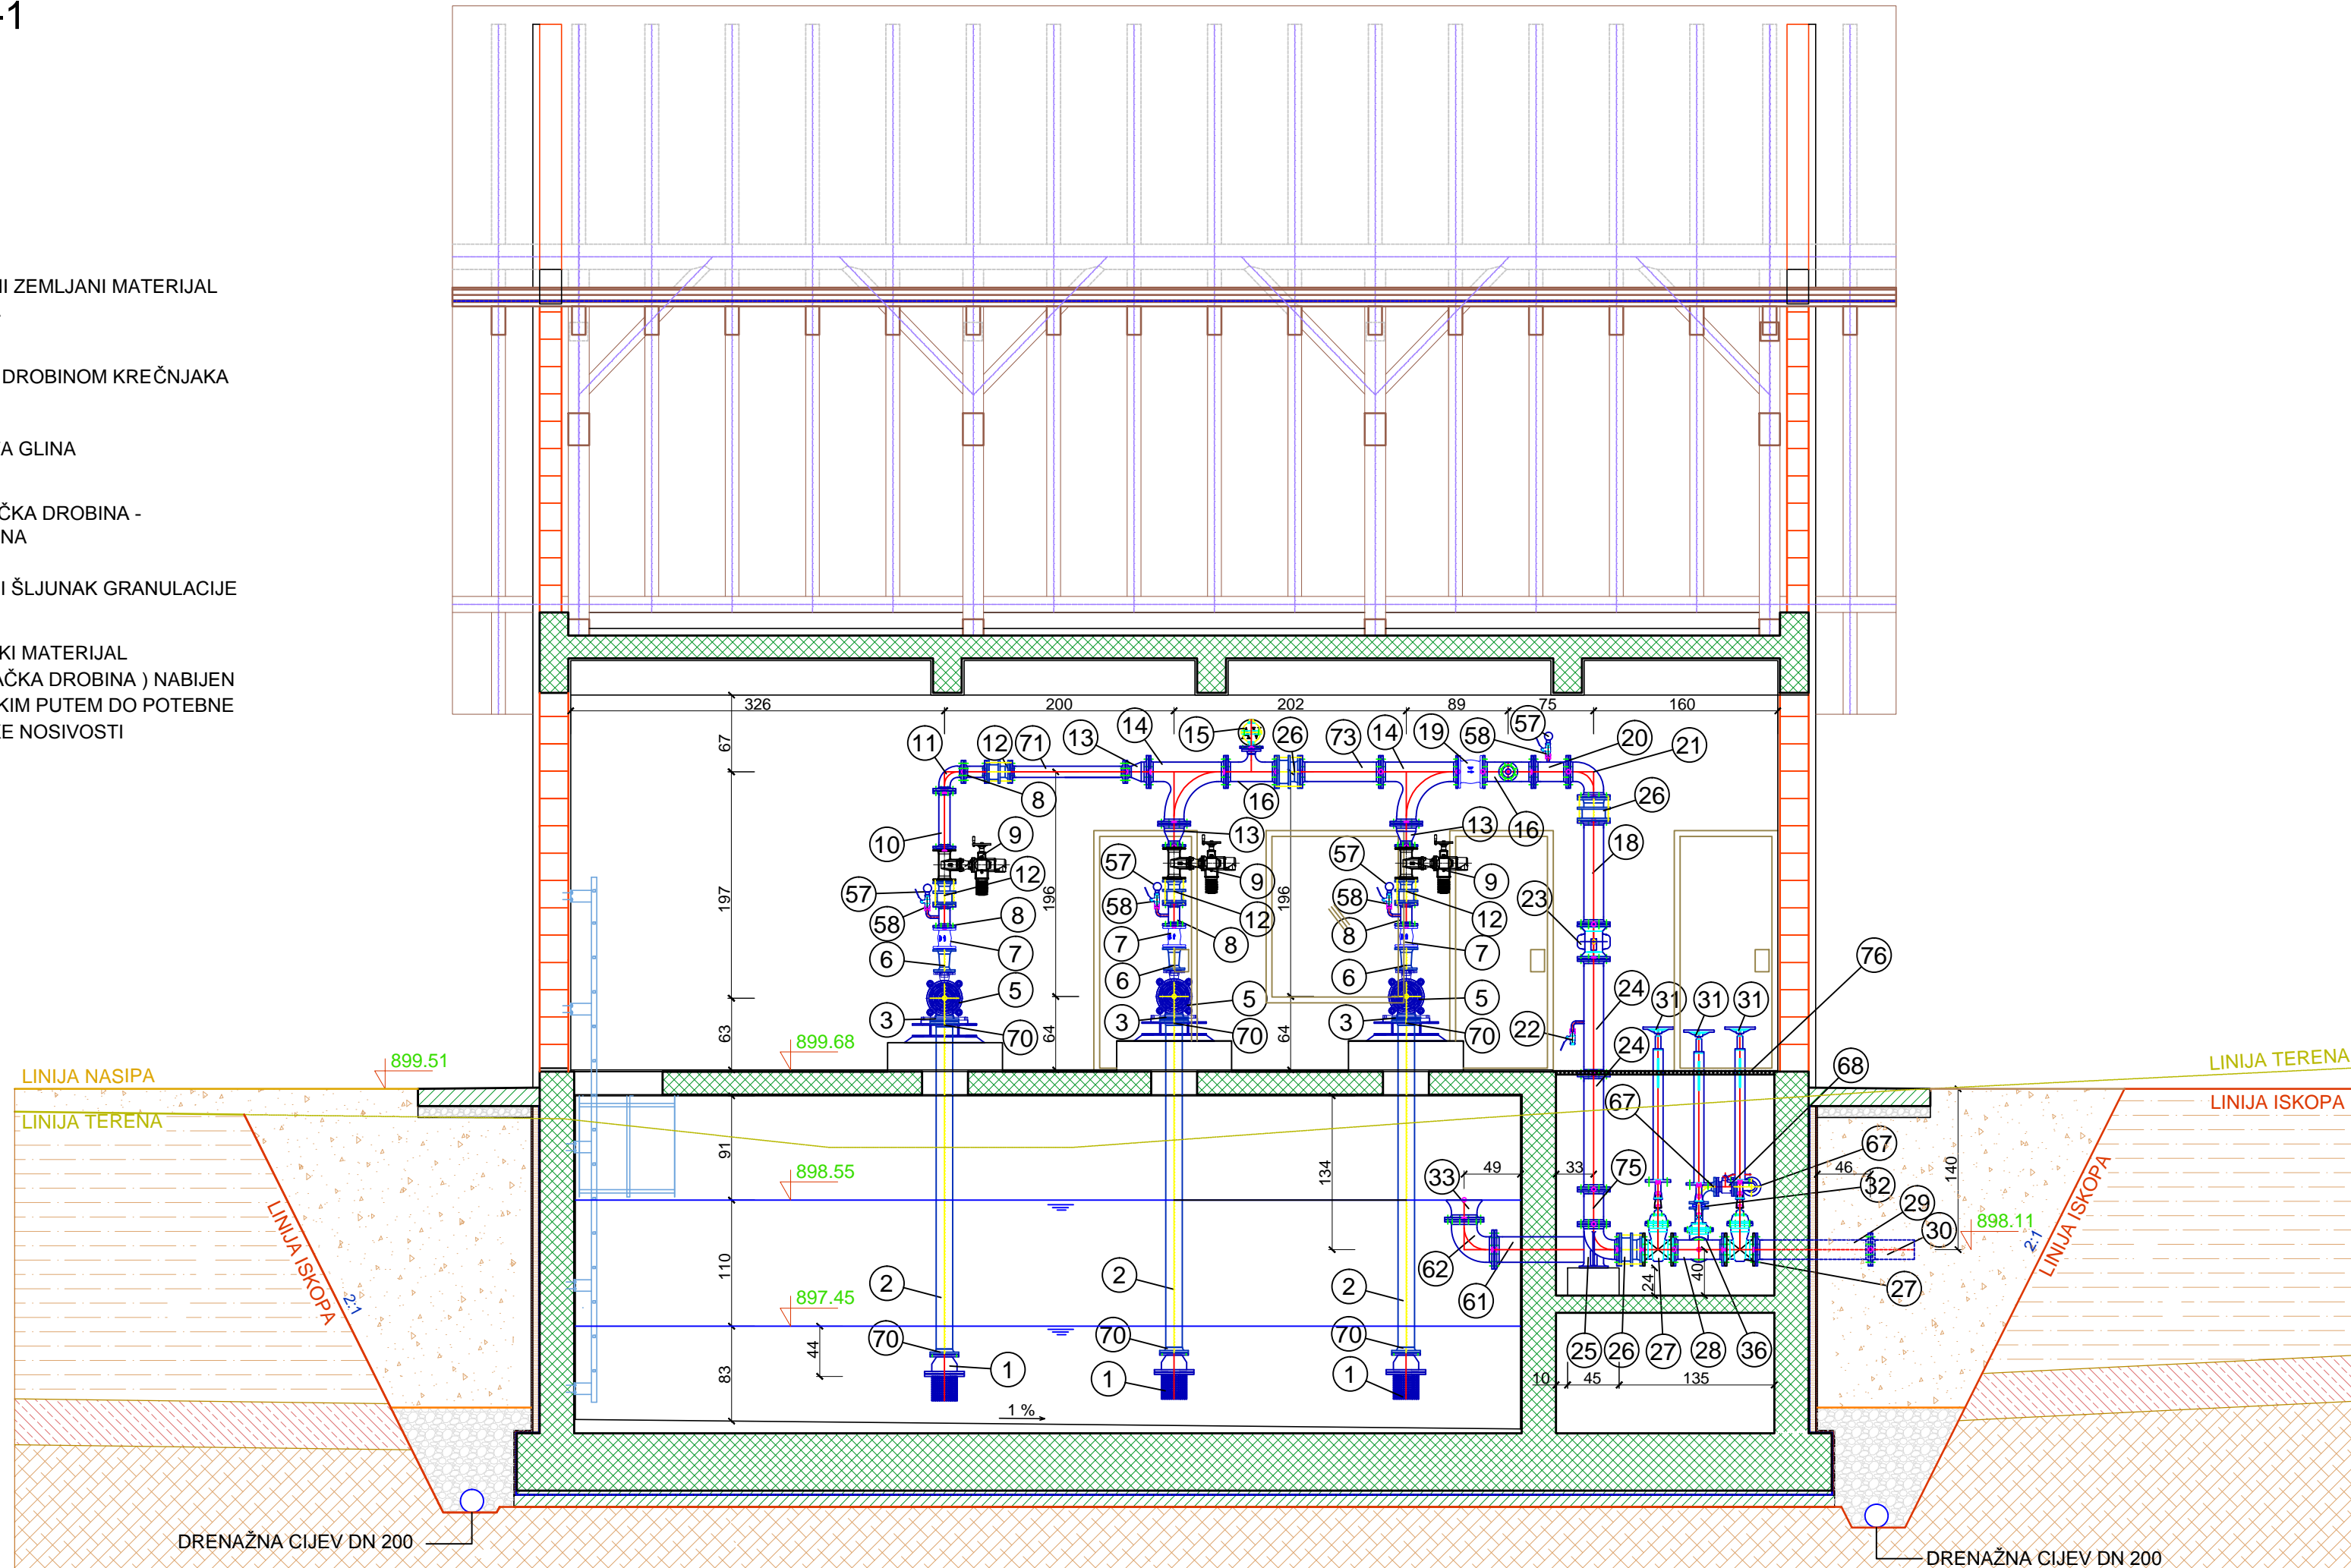 -1
NI ZEMLJANI MATERIJAL
DROBINOM KREČNJAKA
A GLINA
ČKA DROBINA -
NA
I ŠLJUNAK GRANULACIJE
KI MATERIJAL
AČKA DROBINA ) NABIJEN
KIM PUTEM DO POTEBNE
E NOSIVOSTI
326 200 202 89 75 160
67
11 12 71 13 14 15 26 73 14 19 58 57 20 21
8 16 16 26
10 9 13 13 18
57 12 57 9 57 9 23
197 196 196
58 8 58 12 58 12
7 7 8 8 7 76
6 6 6
5 5 5 24 31 31 31
3 70 3 70 3 70 22
63 64 64 24
899.68
899.51
LINIJA NASIPA
LINIJA TERENA
LINIJA TERENA
LINIJA ISKOPA
68
67
67
91 134 49 33 75 46 140
898.55
33 32 29 30
898.11
LINIJA ISKOPA
2:1
LINIJA ISKOPA
2:1
110
2 2 2 62 61 24 40 27
897.45
44
70 70 70 25 26 27 28 36
83
1 1 1
10 45 135
1 %
DRENAŽNA CIJEV DN 200
DRENAŽNA CIJEV DN 200